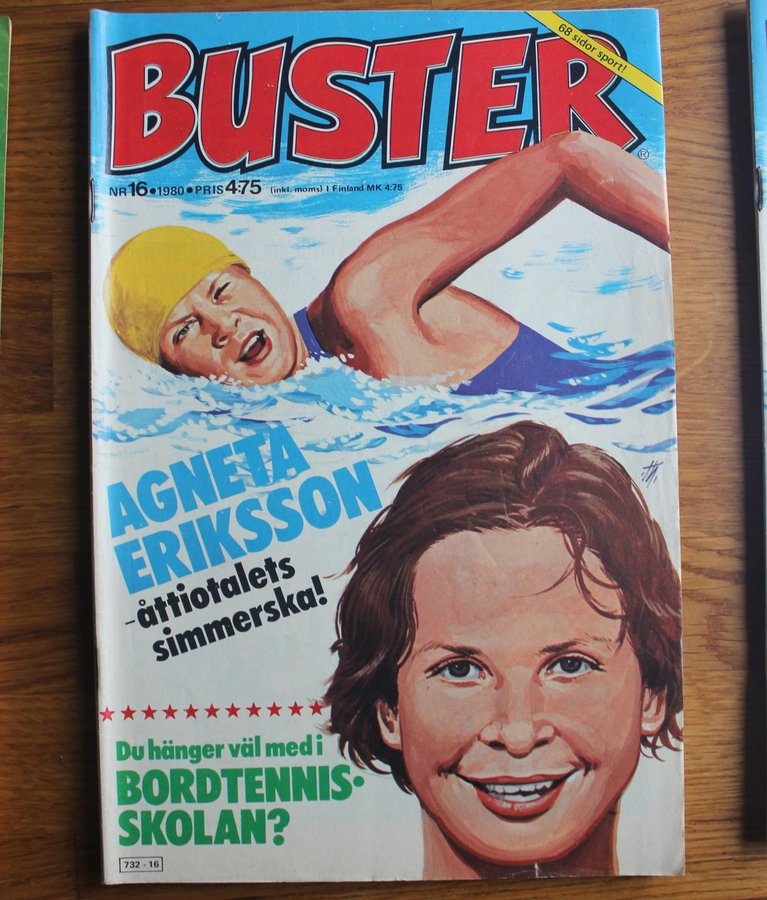 68 sidor sport!
BUSTER®
NR 16 • 1980 • PRIS 4:75 (inkl. moms) I Finland MK 4:75
AGNETA
ERIKSSON
-åttiotalets
simmerska!
Du hänger väl med i
BORDTENNIS-
SKOLAN?
732 - 16